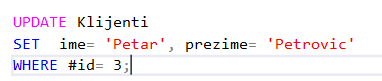 UPDATE Klijenti
SET ime= 'Petar', prezime= 'Petrovic'
WHERE #id= 3;